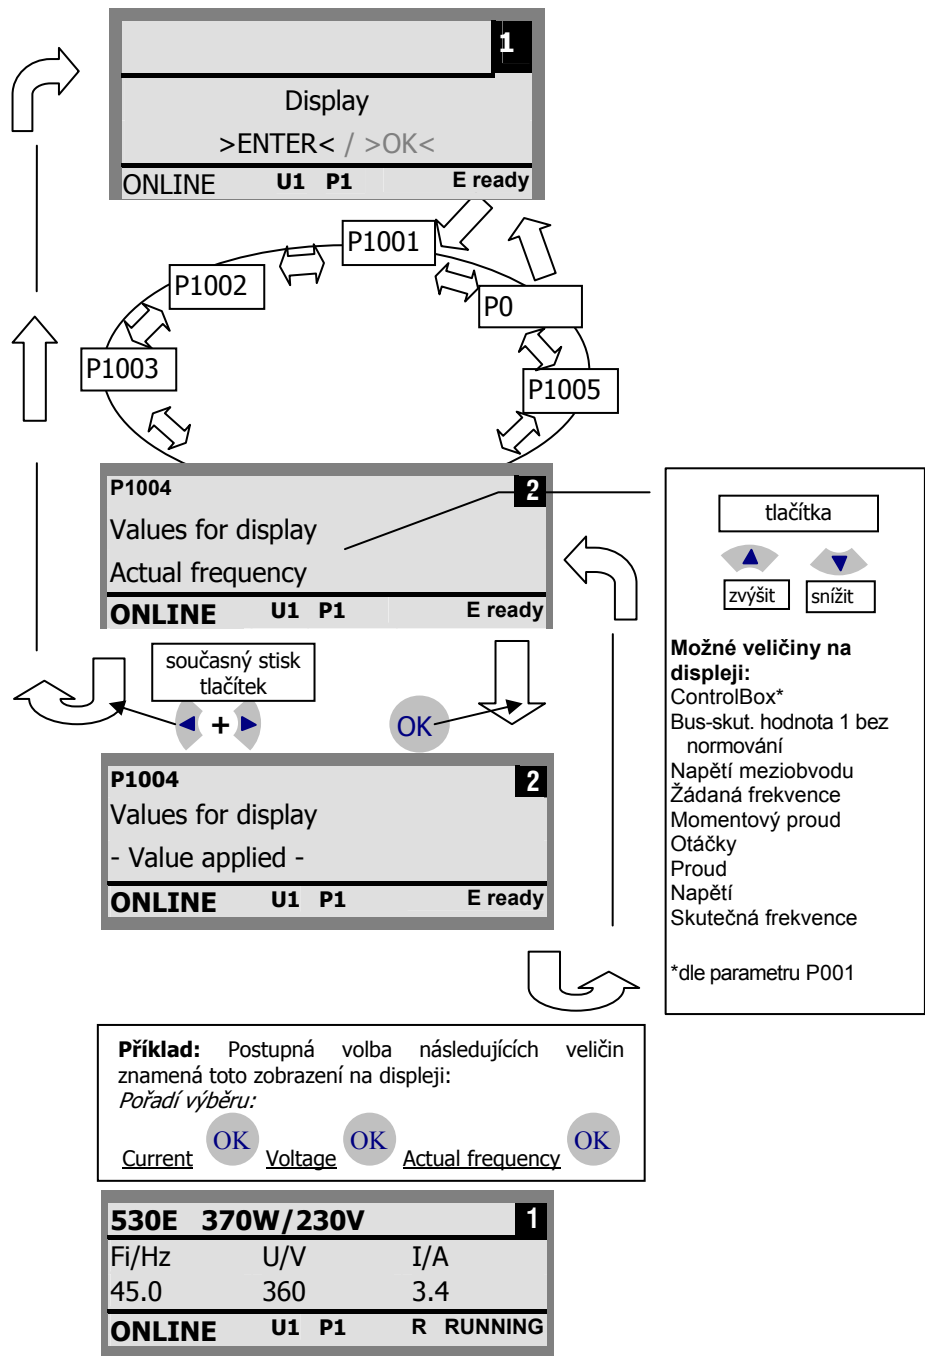 1
Display
>ENTER< / >OK<
ONLINE U1 P1 E ready
P1001
P1002
P0
P1003
P1005
P1004 2
Values for display
Actual frequency
ONLINE U1 P1 E ready
tlačítka
zvýšit snížit
Možné veličiny na
displeji:
ControlBox*
Bus-skut. hodnota 1 bez
normování
Napětí meziobvodu
Žádaná frekvence
Momentový proud
Otáčky
Proud
Napětí
Skutečná frekvence
*dle parametru P001
současný stisk
tlačítek
+
OK
P1004 2
Values for display
- Value applied -
ONLINE U1 P1 E ready
Příklad: Postupná volba následujících veličin
znamená toto zobrazení na displeji:
Pořadí výběru:
Current OK Voltage OK Actual frequency OK
530E 370W/230V 1
Fi/Hz U/V I/A
45.0 360 3.4
ONLINE U1 P1 R RUNNING